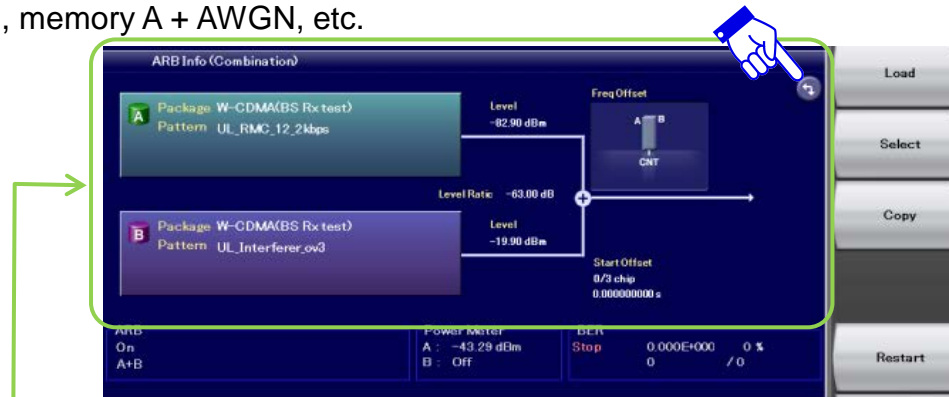 , memory A + AWGN, etc.
ARB Info (Combination)
Load
A
Package W-CDMA(BS Rx test)
Pattern UL_RMC_12_2kbps
Level
-82.90 dBm
Freq Offset
A B
CNT
Select
Level Ratio -63.00 dB
Copy
B
Package W-CDMA(BS Rx test)
Pattern UL_Interferer_ov3
Level
-19.90 dBm
Start Offset
0/3 chip
0.000000000 s
ARB
On
A+B
Power Meter
A : -43.29 dBm
B : Off
BER
Stop 0.000E+000 0 %
0 / 0
Restart